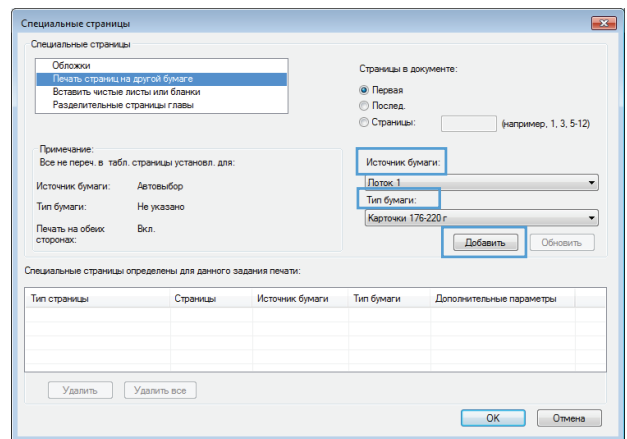 Специальные страницы
Специальные страницы
Обложки
Печать страниц на другой бумаге
Вставить чистые листы или бланки
Разделительные страницы главы
Страницы в документе:
Первая
Послед.
Страницы:
(например, 1, 3, 5-12)
Примечание:
Все не переч. в табл. страницы установл. для:
Источник бумаги: Автовыбор
Тип бумаги: Не указано
Печать на обеих сторонах: Вкл.
Источник бумаги:
Лоток 1
Тип бумаги:
Карточки 176-220 г
Добавить Обновить
Специальные страницы определены для данного задания печати:
Тип страницы Страницы Источник бумаги Тип бумаги Дополнительные параметры
Удалить Удалить все
OK Отмена